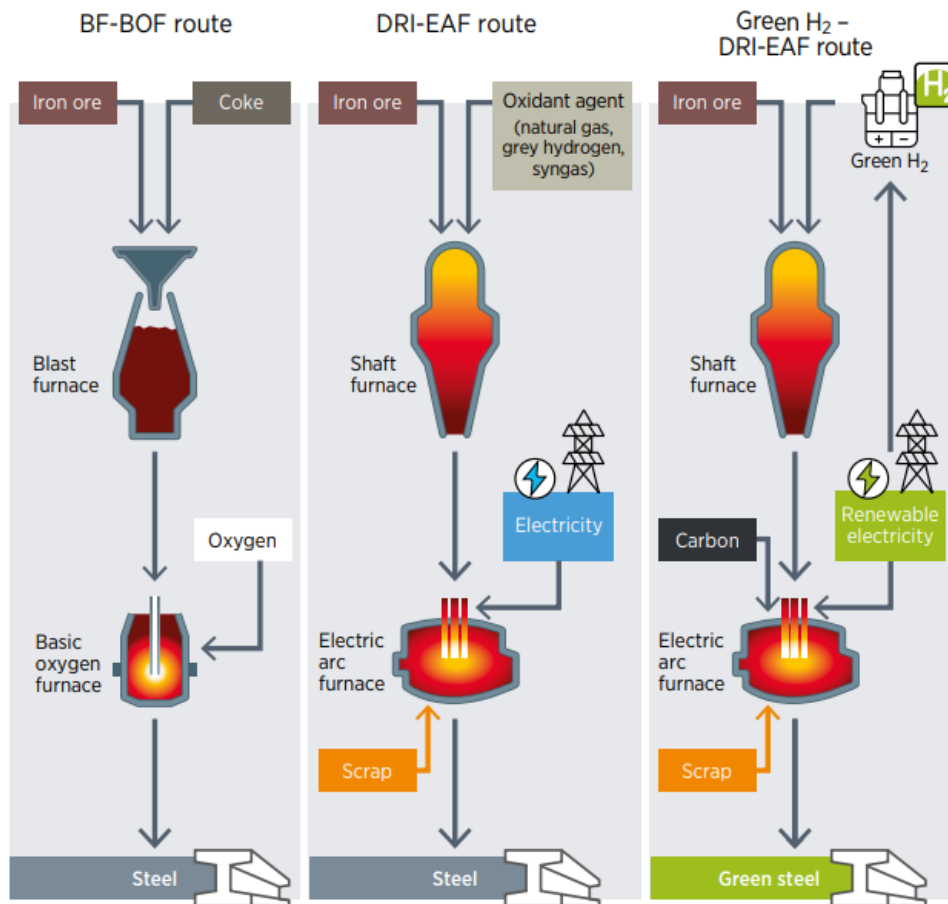 BF-BOF route
Iron ore
Coke
Blast
furnace
Oxygen
Basic
oxygen
furnace
Steel
DRI-EAF route
Iron ore
Oxidant agent
(natural gas,
grey hydrogen,
syngas)
Shaft
furnace
Electricity
Electric
arc
furnace
Scrap
Steel
Green H₂ –
DRI-EAF route
Iron ore
H₂
+ −
Green H₂
Shaft
furnace
Carbon
Renewable
electricity
Electric
arc
furnace
Scrap
Green steel